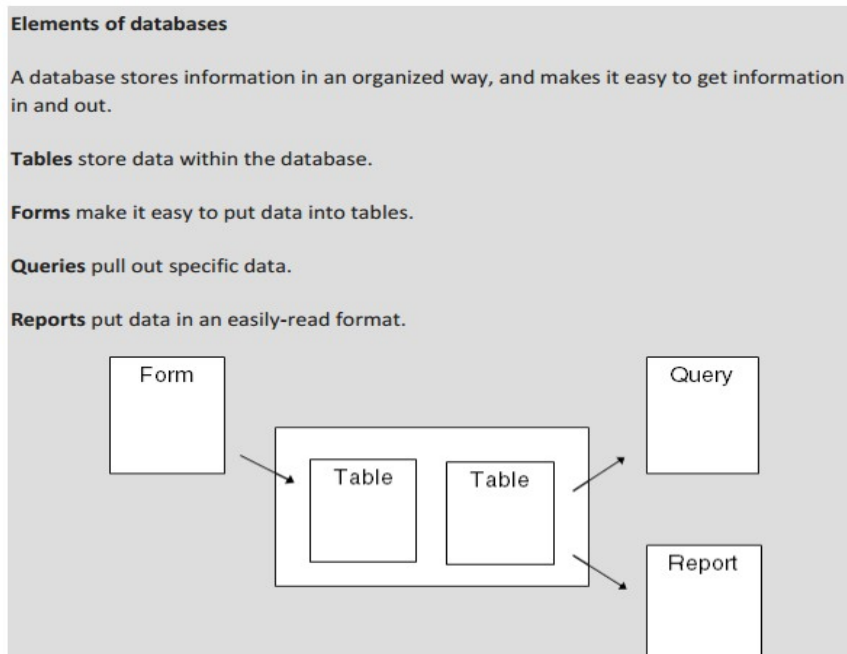 Elements of databases
A database stores information in an organized way, and makes it easy to get information
in and out.
Tables store data within the database.
Forms make it easy to put data into tables.
Queries pull out specific data.
Reports put data in an easily-read format.
Form
Query
Table
Table
Report